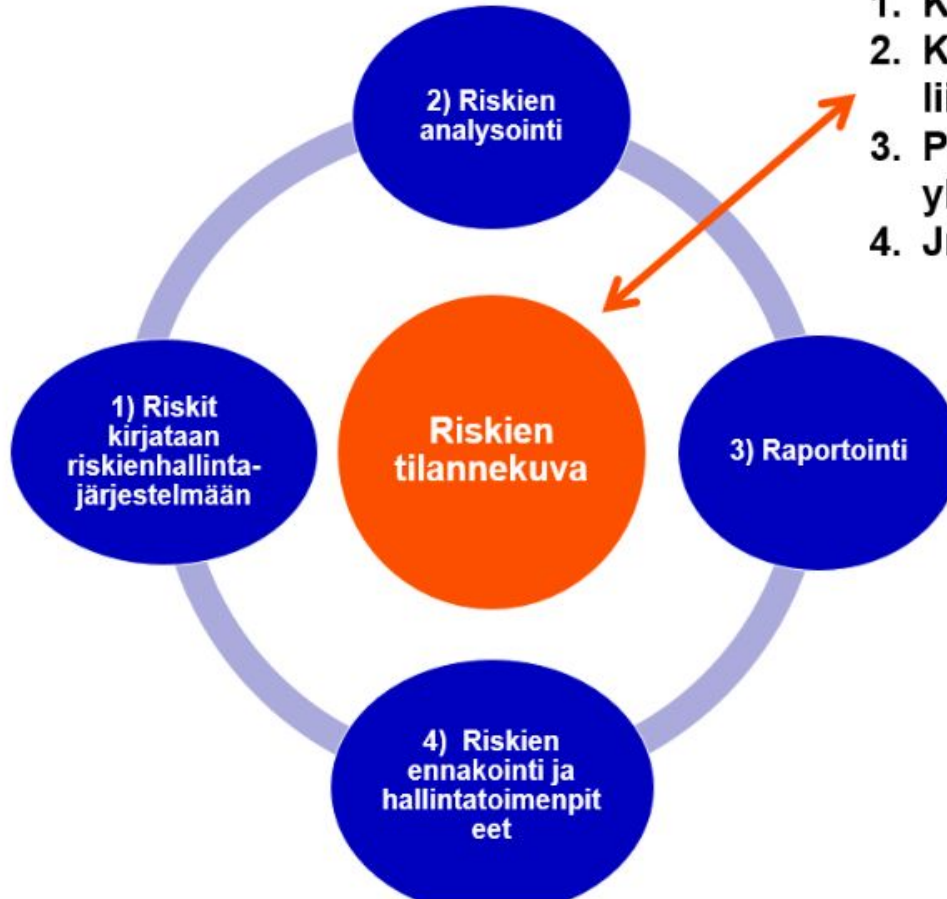 2) Riskien
analysointi
1) Riskit
kirjataan
riskienhallinta-
järjestelmään
Riskien
tilannekuva
3) Raportointi
4) Riskien
ennakointi ja
hallintatoimenpit
eet
1.
2.
3.
4.